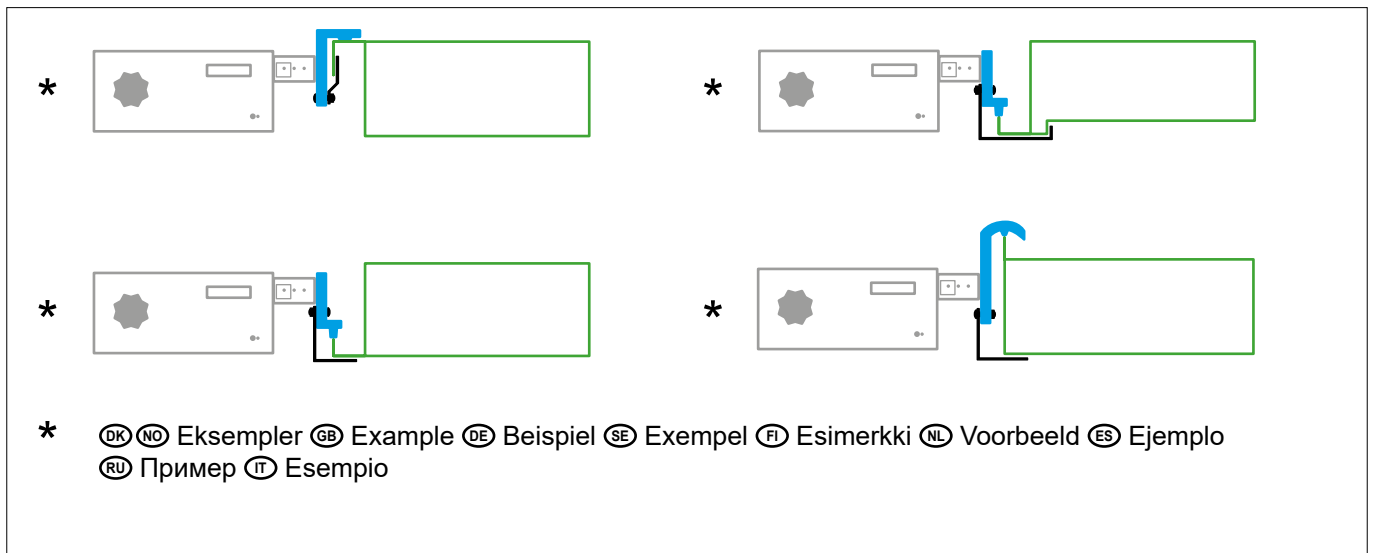 *
*
*
*
* DK NO Eksempler GB Example DE Beispiel SE Exempel FI Esimerkki NL Voorbeeld ES Ejemplo
RU Пример IT Esempio